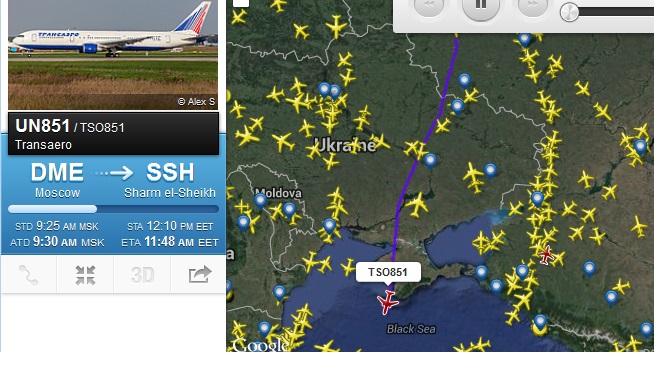 ТРАНСАЭРО
© Alex S
UN851 / TSO851
Transaero
DME SSH
Moscow Sharm el-Sheikh
STD 9:25 AM MSK STA 12:10 PM EET
ATD 9:30 AM MSK ETA 11:48 AM EET
3D
Ukraine
Moldova
TSO851
Black Sea
Google